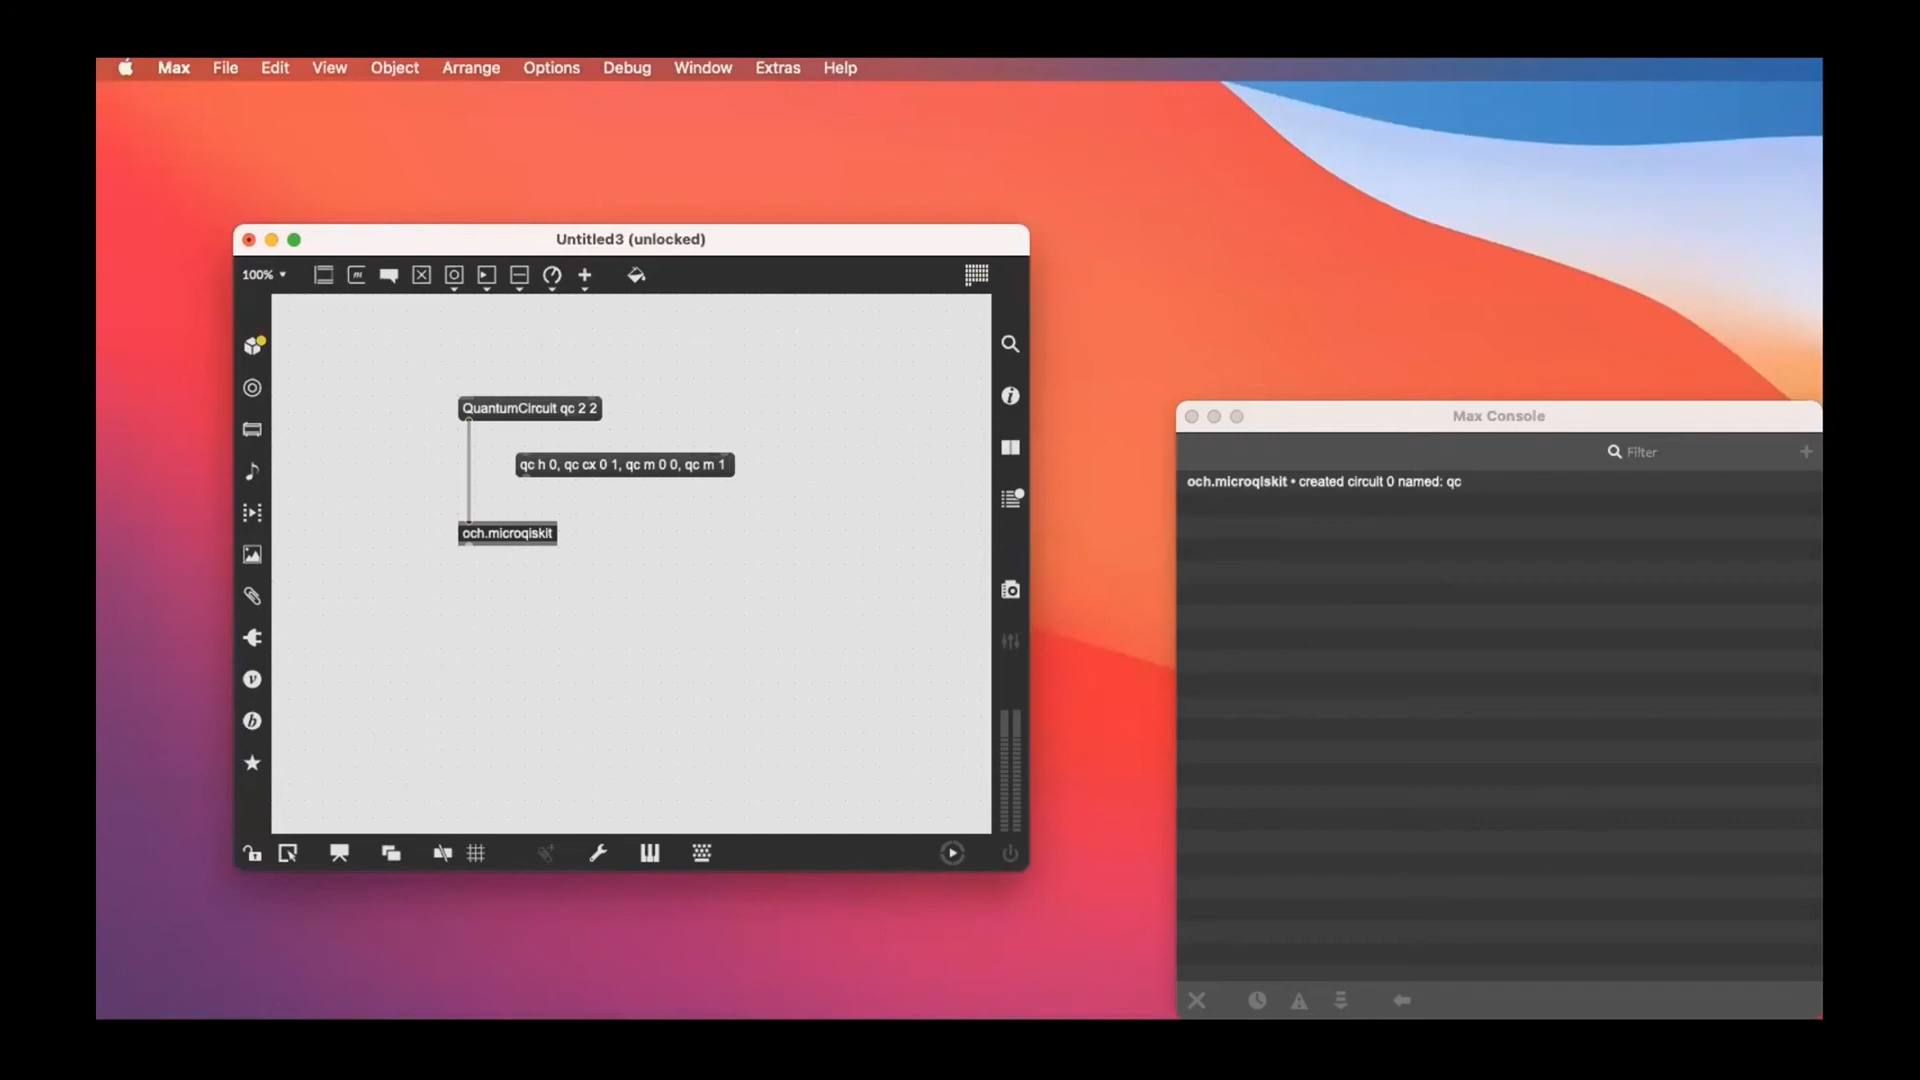 Max File Edit View Object Arrange Options Debug Window Extras Help
Untitled3 (unlocked)
100%
QuantumCircuit qc 2 2
qc h 0, qc cx 0 1, qc m 0 0, qc m 1
och.microqiskit
Max Console
Filter
och.microqiskit • created circuit 0 named: qc